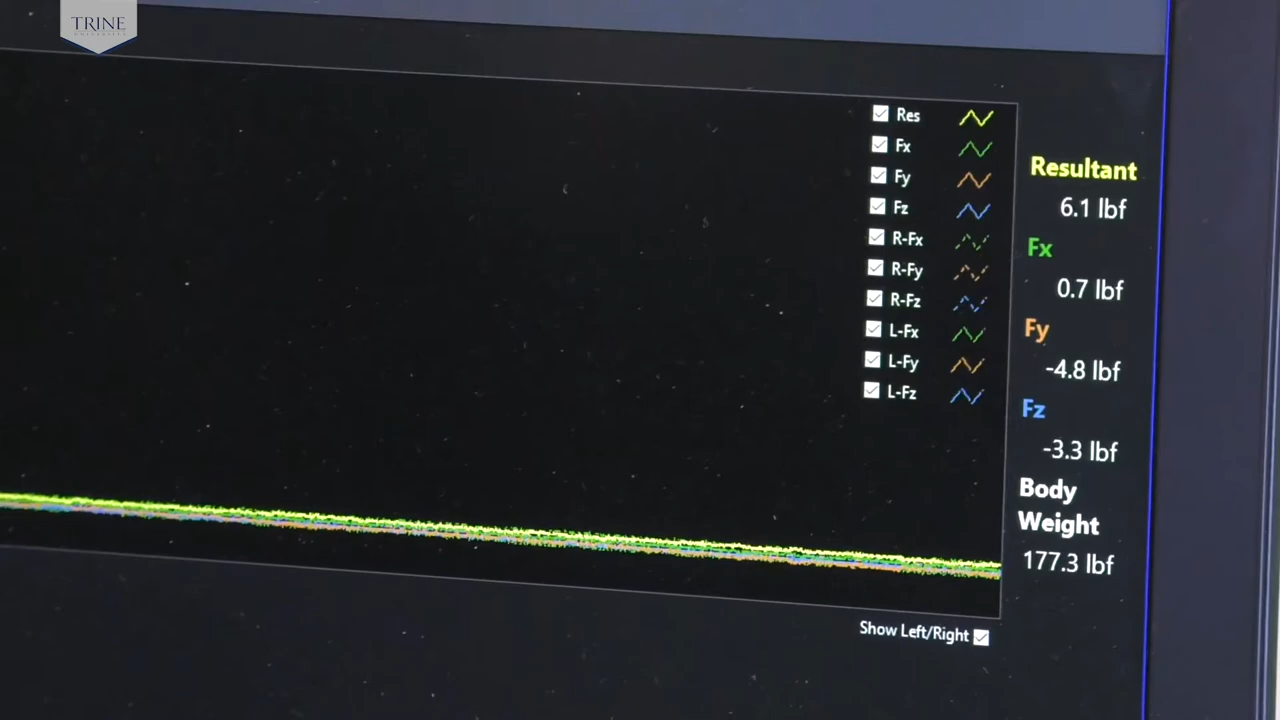 TRINE
UNIVERSITY
Res
Fx
Fy
Fz
R-Fx
R-Fy
R-Fz
L-Fx
L-Fy
L-Fz
Show Left/Right
Resultant
6.1 lbf
Fx
0.7 lbf
Fy
-4.8 lbf
Fz
-3.3 lbf
Body
Weight
177.3 lbf